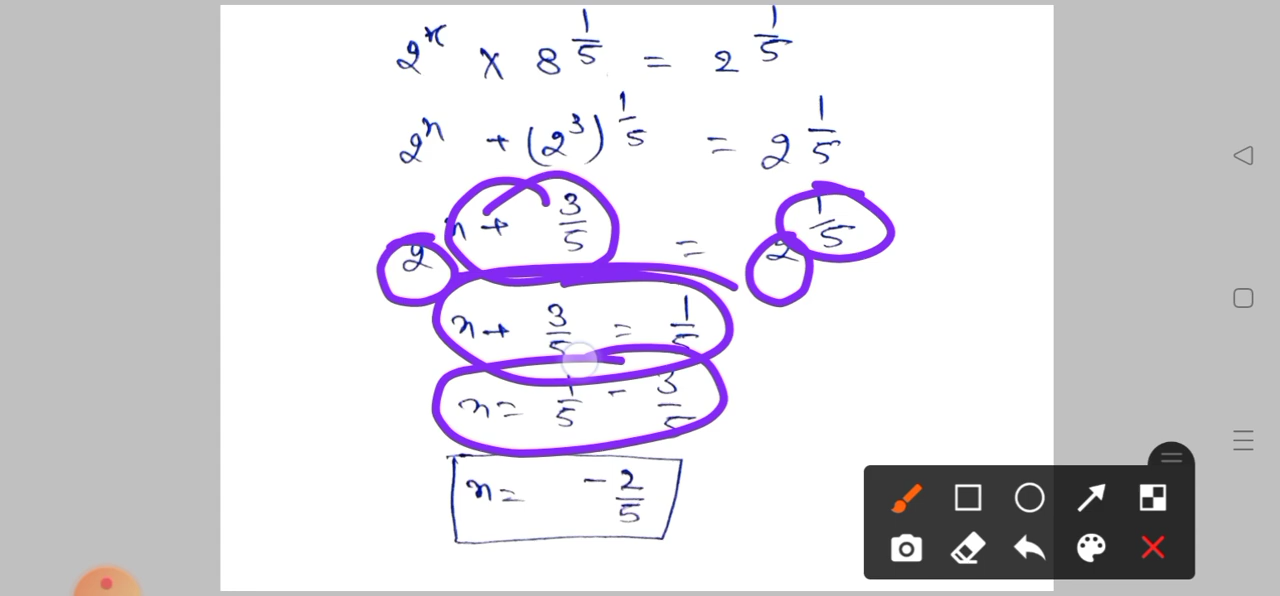 2^x × 8^(1/5) = 2^(1/5)
2^n + (2^3)^(1/5) = 2^(1/5)
2^(n + 3/5) = 2^(1/5)
n + 3/5 = 1/5
n = 1/5 - 3/5
n = -2/5